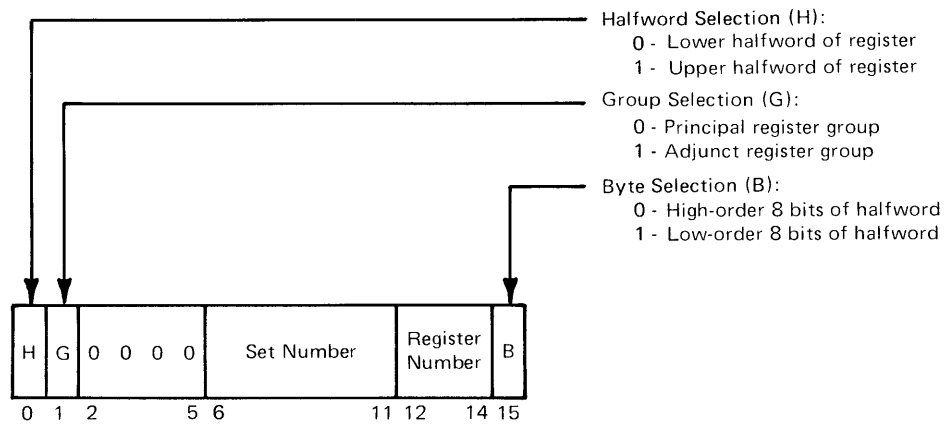 Halfword Selection (H):
0 - Lower halfword of register
1 - Upper halfword of register
Group Selection (G):
0 - Principal register group
1 - Adjunct register group
Byte Selection (B):
0 - High-order 8 bits of halfword
1 - Low-order 8 bits of halfword
H G 0 0 0 0 Set Number Register Number B
0 1 2 5 6 11 12 14 15